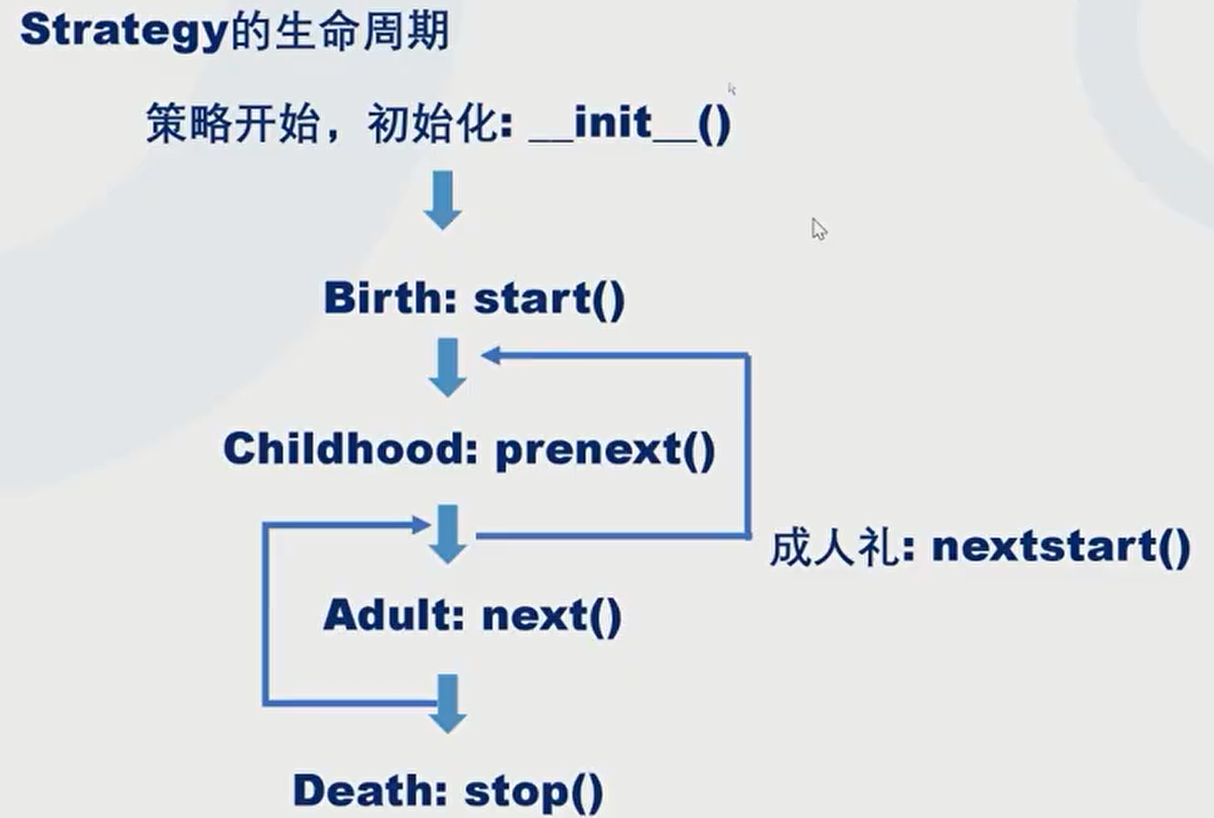 Strategy的生命周期
策略开始，初始化: __init__()
Birth: start()
Childhood: prenext()
成人礼: nextstart()
Adult: next()
Death: stop()